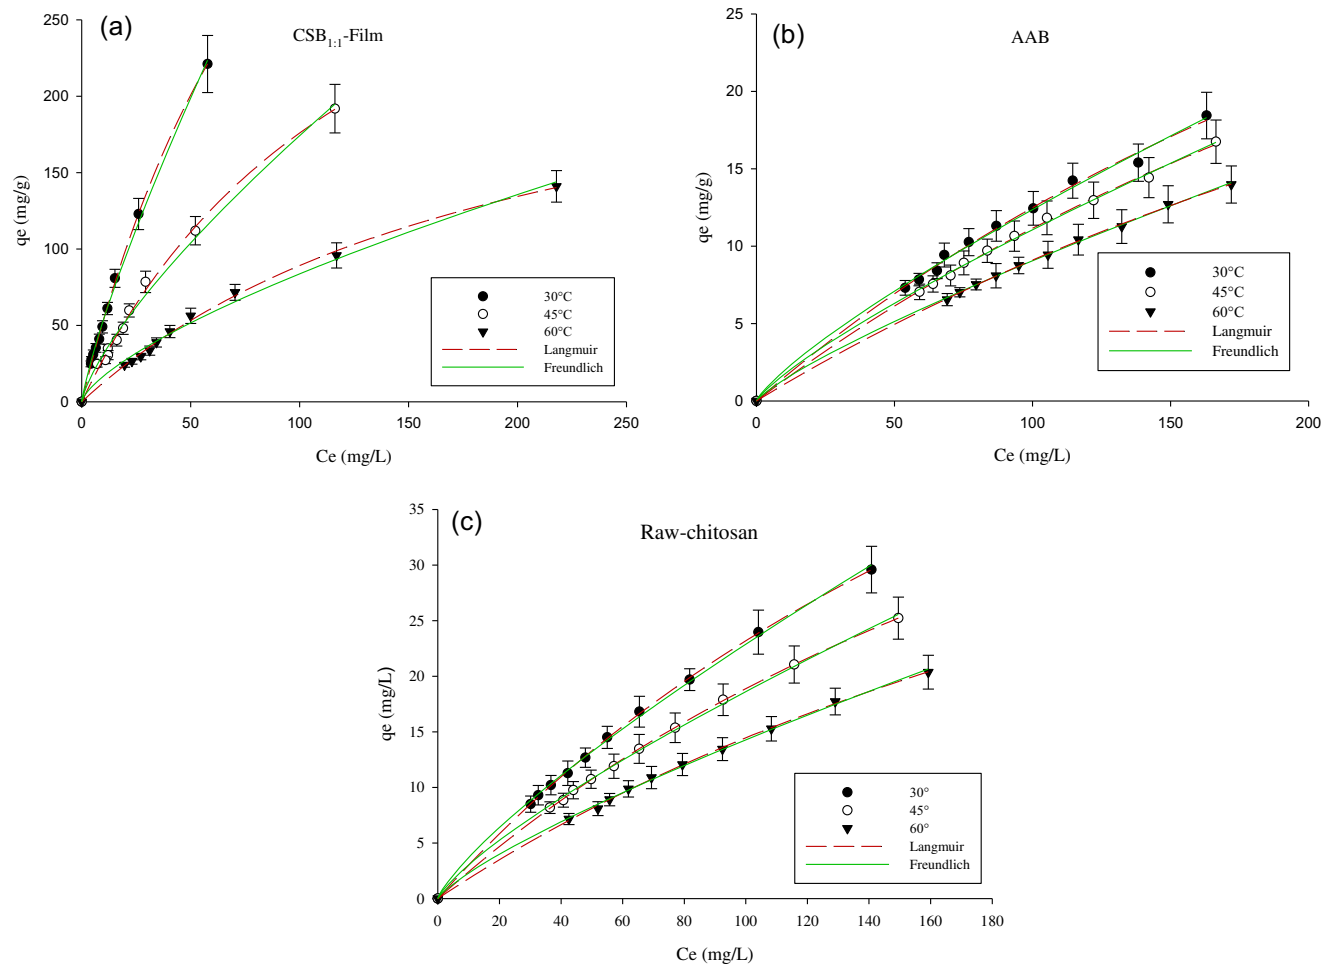 (a)
CSB1:1-Film
250
200
150
100
50
0
qe (mg/g)
0 50 100 150 200 250
Ce (mg/L)
30°C
45°C
60°C
Langmuir
Freundlich
(b)
AAB
25
20
15
10
5
0
qe (mg/g)
0 50 100 150 200
Ce (mg/L)
30°C
45°C
60°C
Langmuir
Freundlich
(c)
Raw-chitosan
35
30
25
20
15
10
5
0
qe (mg/L)
0 20 40 60 80 100 120 140 160 180
Ce (mg/L)
30°
45°
60°
Langmuir
Freundlich